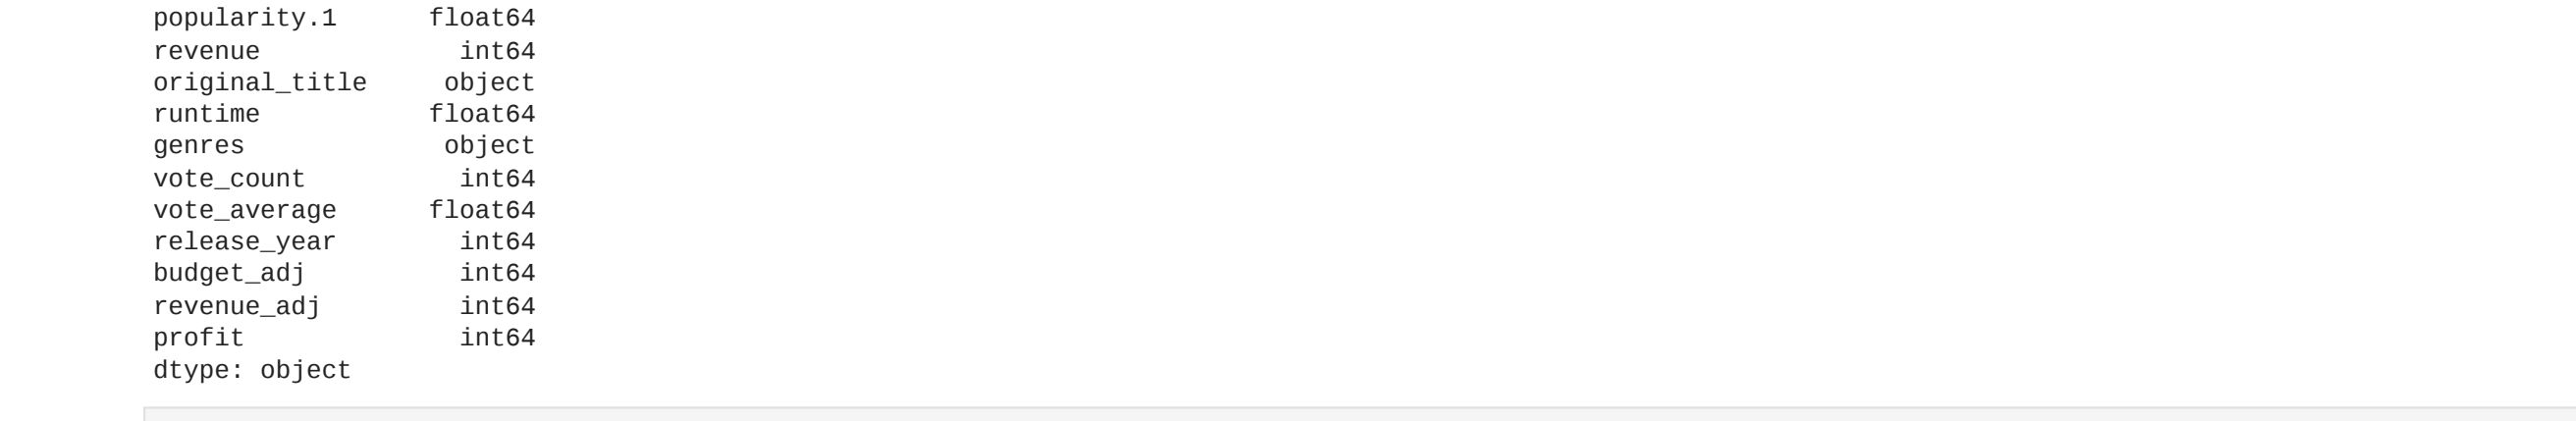 popularity.1      float64
revenue             int64
original_title     object
runtime           float64
genres             object
vote_count          int64
vote_average      float64
release_year        int64
budget_adj          int64
revenue_adj         int64
profit              int64
dtype: object